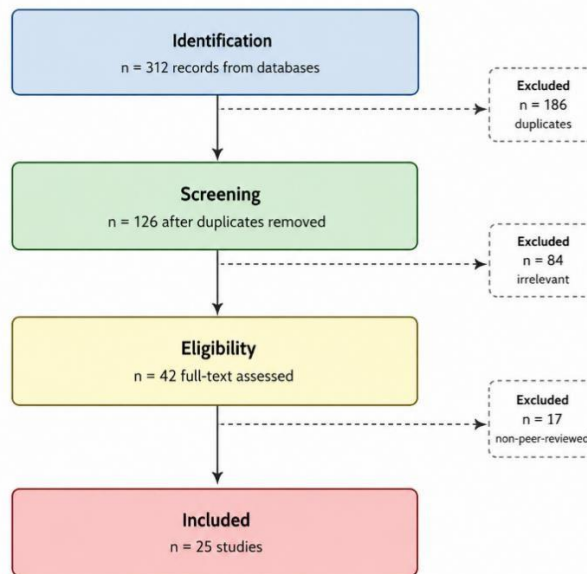 Identification
n = 312 records from databases
Excluded
n = 186
duplicates
Screening
n = 126 after duplicates removed
Excluded
n = 84
irrelevant
Eligibility
n = 42 full-text assessed
Excluded
n = 17
non-peer-reviewed
Included
n = 25 studies